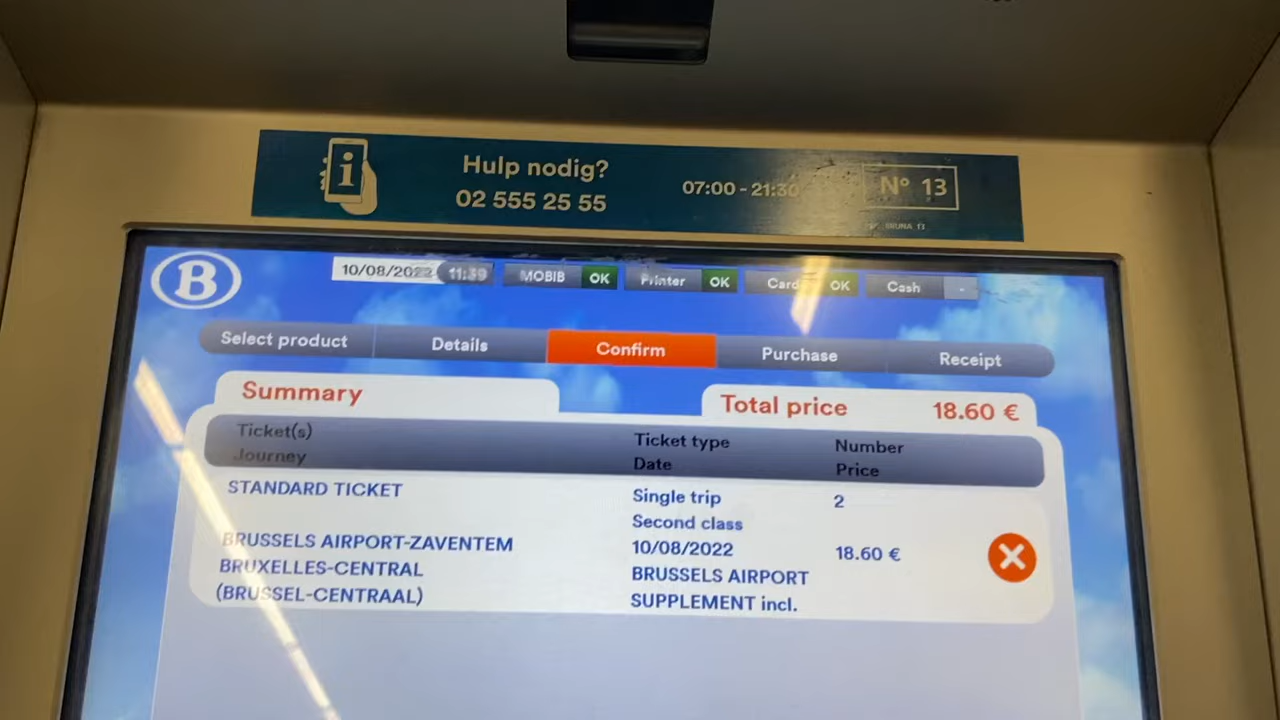 Hulp nodig?
02 555 25 55
07:00 - 21:30
N° 13
B
10/08/2022 11:39 MOBIB OK Printer OK Card OK Cash -
Select product Details Confirm Purchase Receipt
Summary
Total price 18.60 €
Ticket(s) Ticket type Number
Journey Date Price
STANDARD TICKET Single trip 2
Second class
BRUSSELS AIRPORT-ZAVENTEM 10/08/2022 18.60 €
BRUXELLES-CENTRAL BRUSSELS AIRPORT
(BRUSSEL-CENTRAAL) SUPPLEMENT incl.